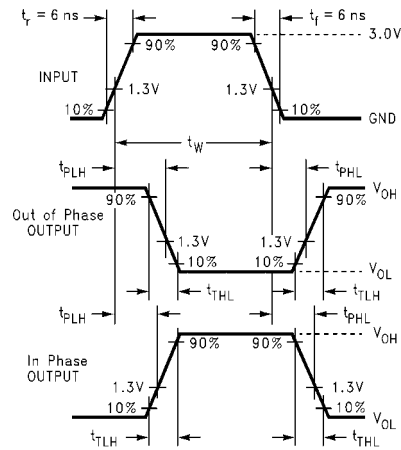 tr = 6 ns
tf = 6 ns
90%
90%
3.0V
INPUT
1.3V
1.3V
10%
10%
GND
tW
tPLH
tPHL
90%
90%
VOH
Out of Phase
OUTPUT
1.3V
1.3V
10%
10%
VOL
tTHL
tTLH
tPLH
tPHL
VOH
90%
90%
In Phase
OUTPUT
1.3V
1.3V
10%
10%
VOL
tTLH
tTHL